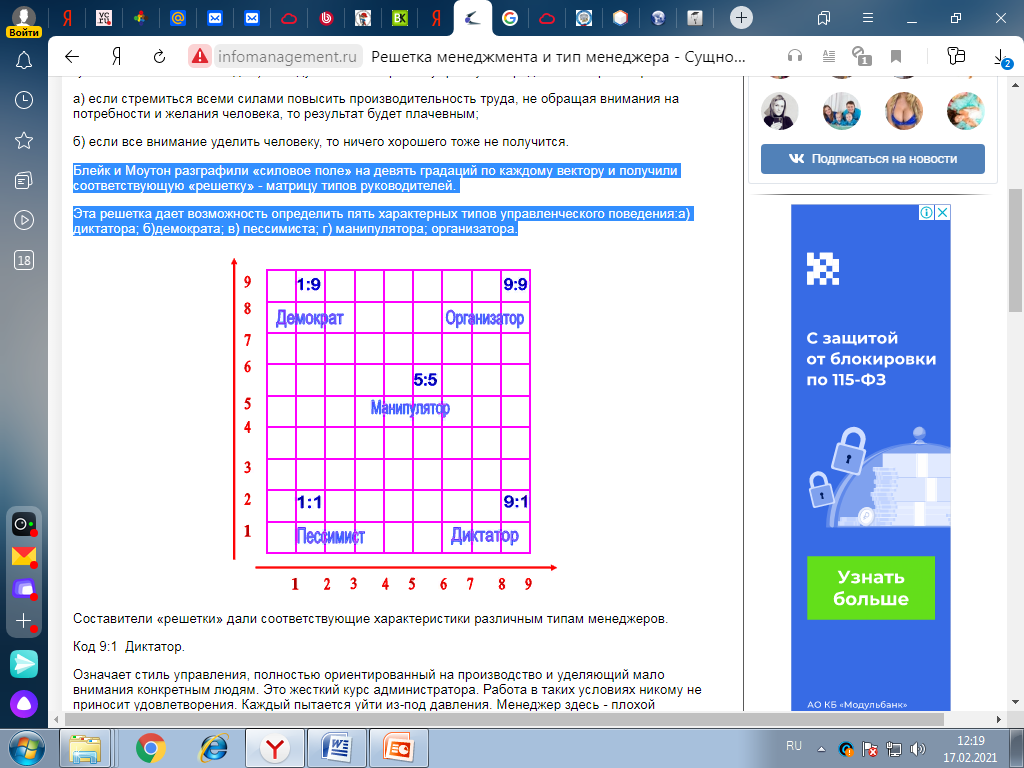 Войти
infomanagement.ru
Решетка менеджмента и тип менеджера - Сущно...
1
2
а) если стремиться всеми силами повысить производительность труда, не обращая внимания на
потребности и желания человека, то результат будет плачевным;
б) если все внимание уделить человеку, то ничего хорошего тоже не получится.
Блейк и Моутон разграфили «силовое поле» на девять градаций по каждому вектору и получили
соответствующую «решетку» - матрицу типов руководителей.
Эта решетка дает возможность определить пять характерных типов управленческого поведения:а)
диктатора; б)демократа; в) пессимиста; г) манипулятора; организатора.
9 1:9 9:9
8 Демократ Организатор
7
6 5:5
5 Манипулятор
4
3
2 1:1 9:1
1 Пессимист Диктатор
1 2 3 4 5 6 7 8 9
Составители «решетки» дали соответствующие характеристики различным типам менеджеров.
Код 9:1 Диктатор.
Означает стиль управления, полностью ориентированный на производство и уделяющий мало
внимания конкретным людям. Это жесткий курс администратора. Работа в таких условиях никому не
приносит удовлетворения. Каждый пытается уйти из-под давления. Менеджер здесь - плохой
Подписаться на новости
С защитой
от блокировки
по 115-ФЗ
Узнать
больше
АО КБ «Модульбанк»
18
RU
12:19
17.02.2021